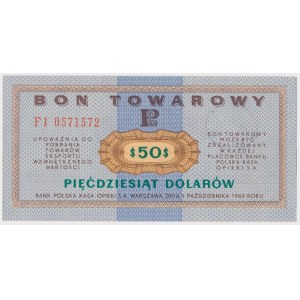 BON TOWAROWY
FI 0571572
UPOWAŻNIA DO
POBRANIA
TOWARÓW
EKSPORTU
WEWNĘTRZNEGO
WARTOŚCI
BON TOWAROWY
MOŻE BYĆ
ZREALIZOWANY
W KAŻDEJ
PLACÓWCE BANKU
POLSKA KASA
OPIEKI S.A.
$50$
PIĘĆDZIESIĄT DOLARÓW
BANK POLSKA KASA OPIEKI S.A. WARSZAWA, DNIA 1 PAŹDZIERNIKA 1969 ROKU